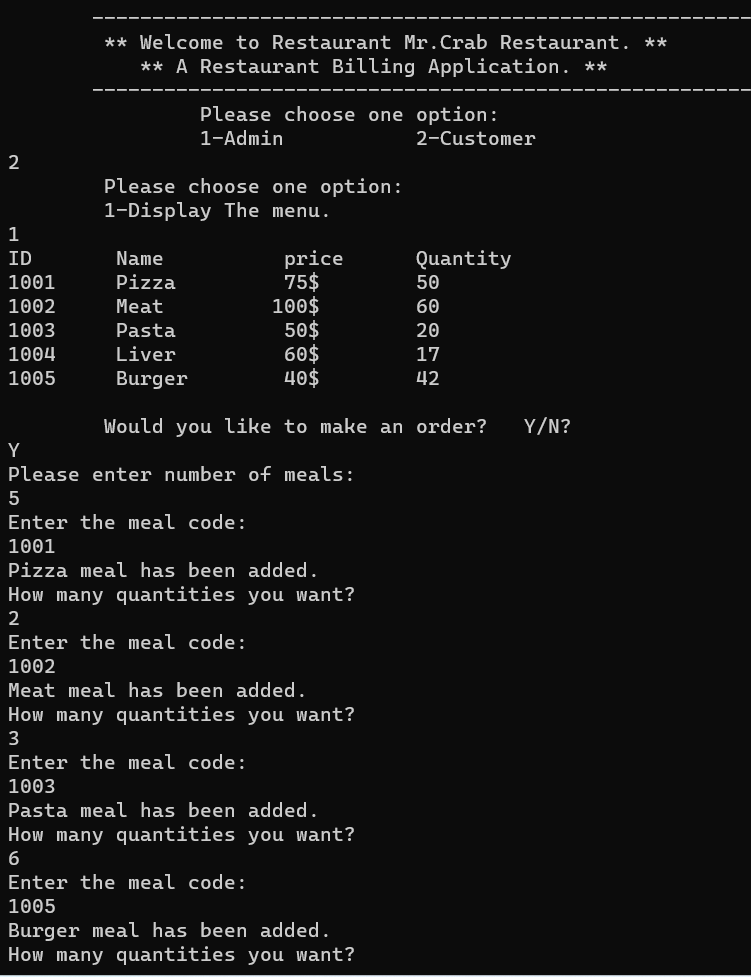 -------------------------------------------------------
** Welcome to Restaurant Mr.Crab Restaurant. **
** A Restaurant Billing Application. **
-------------------------------------------------------
Please choose one option:
1-Admin 2-Customer
2
Please choose one option:
1-Display The menu.
1
ID Name price Quantity
1001 Pizza 75$ 50
1002 Meat 100$ 60
1003 Pasta 50$ 20
1004 Liver 60$ 17
1005 Burger 40$ 42
Would you like to make an order? Y/N?
Y
Please enter number of meals:
5
Enter the meal code:
1001
Pizza meal has been added.
How many quantities you want?
2
Enter the meal code:
1002
Meat meal has been added.
How many quantities you want?
3
Enter the meal code:
1003
Pasta meal has been added.
How many quantities you want?
6
Enter the meal code:
1005
Burger meal has been added.
How many quantities you want?